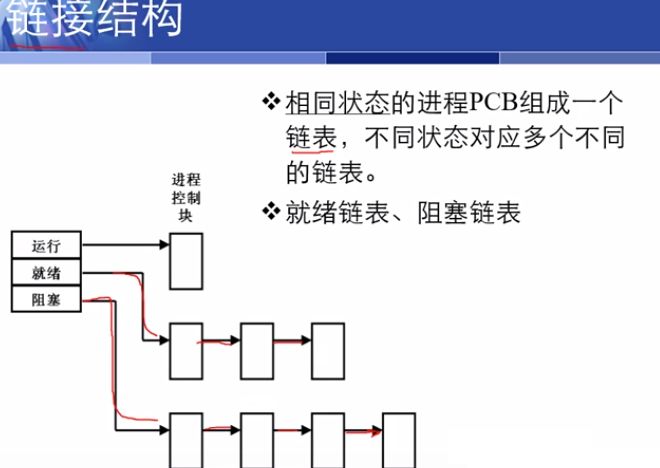 链接结构
❖相同状态的进程PCB组成一个
链表，不同状态对应多个不同
的链表。
❖就绪链表、阻塞链表
进程
控制
块
运行
就绪
阻塞